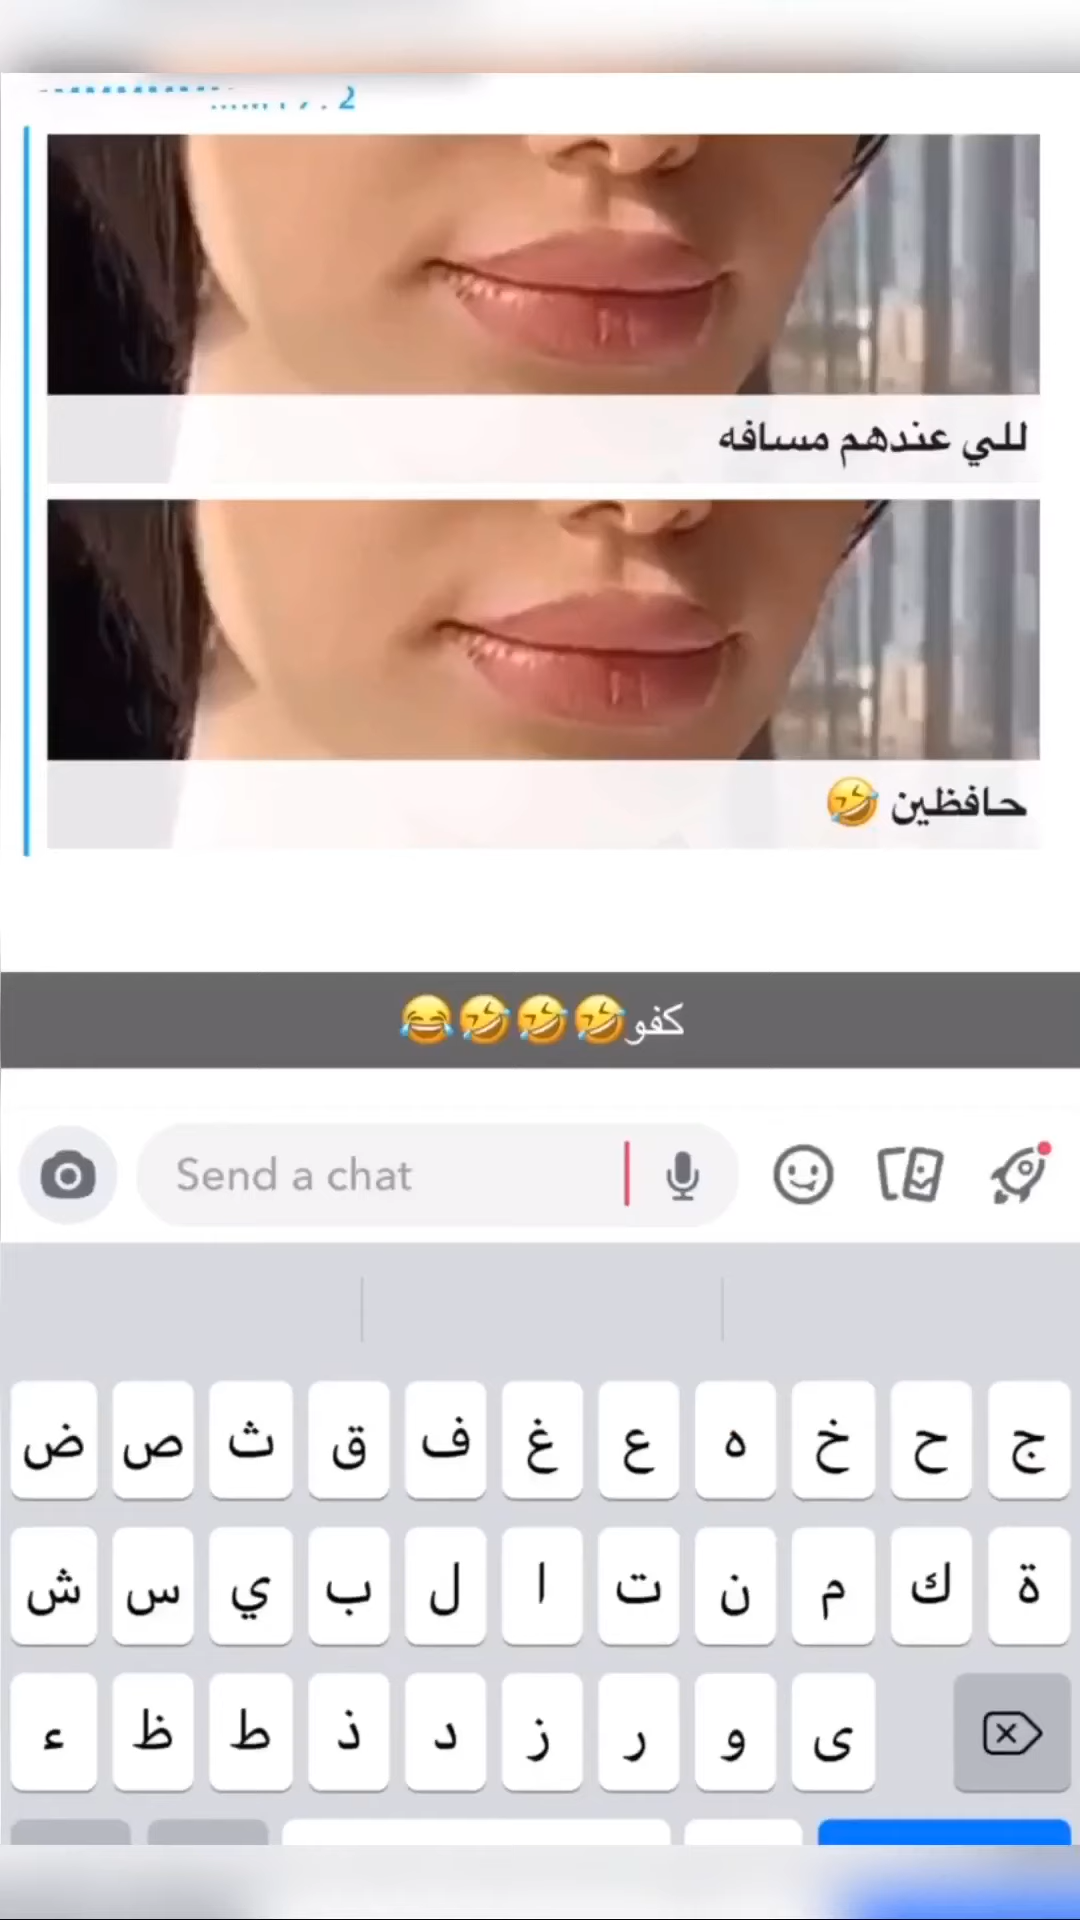 للي عندهم مسافه
حافظين 🤣
كفو🤣🤣🤣😂
Send a chat
ض ص ث ق ف غ ع ه خ ح ج
ش س ي ب ل ا ت ن م ك ة
ء ظ ط ذ د ز ر و ى